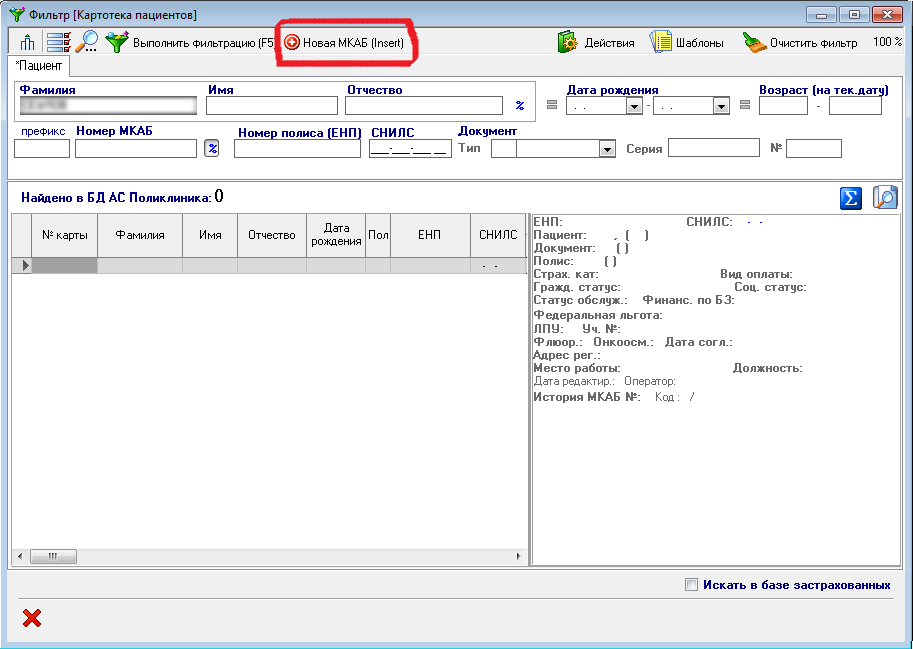 Фильтр [Картотека пациентов]
Выполнить фильтрацию (F5 Новая МКАБ (Insert) Действия Шаблоны Очистить фильтр 100 %
*Пациент
Фамилия Имя Отчество % = Дата рождения = Возраст (на тек.дату)
. . - . . -
префикс Номер МКАБ % Номер полиса (ЕНП) СНИЛС Документ
___-___-___ __ Тип Серия №
Найдено в БД АС Поликлиника: 0 Σ
№ карты Фамилия Имя Отчество Дата рождения Пол ЕНП СНИЛС
- -
ЕНП: СНИЛС: - -
Пациент: , ( )
Документ: ( )
Полис: ( )
Страх. кат: Вид оплаты:
Гражд. статус: Соц. статус:
Статус обслуж.: Финанс. по БЗ:
Федеральная льгота:
ЛПУ: Уч. №:
Флюор.: Онкоосм.: Дата согл.:
Адрес рег.:
Место работы: Должность:
Дата редактир.: Оператор:
История МКАБ №: Код : /
Искать в базе застрахованных